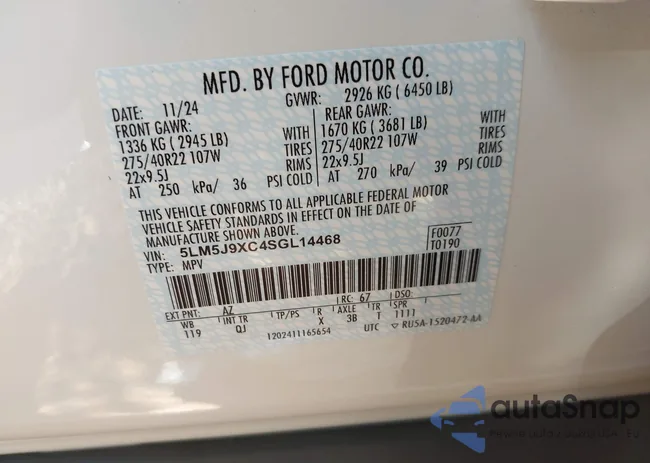 MFD. BY FORD MOTOR CO.
DATE: 11/24 GVWR: 2926 KG ( 6450 LB)
FRONT GAWR: REAR GAWR:
1336 KG ( 2945 LB) WITH 1670 KG ( 3681 LB) WITH
275/40R22 107W TIRES 275/40R22 107W TIRES
22x9.5J RIMS 22x9.5J RIMS
AT 250 kPa/ 36 PSI COLD AT 270 kPa/ 39 PSI COLD
THIS VEHICLE CONFORMS TO ALL APPLICABLE FEDERAL MOTOR
VEHICLE SAFETY STANDARDS IN EFFECT ON THE DATE OF
MANUFACTURE SHOWN ABOVE.
VIN: 5LM5J9XC4SGL14468 F0077
TYPE: MPV T0190
EXT PNT: AZ RC: 67 DSO:
WB INT TR TP/PS R AXLE TR SPR
119 QJ X 3B T 1111
1202411165654 UTC ▽ RU5A-1520472-AA
autoSnap